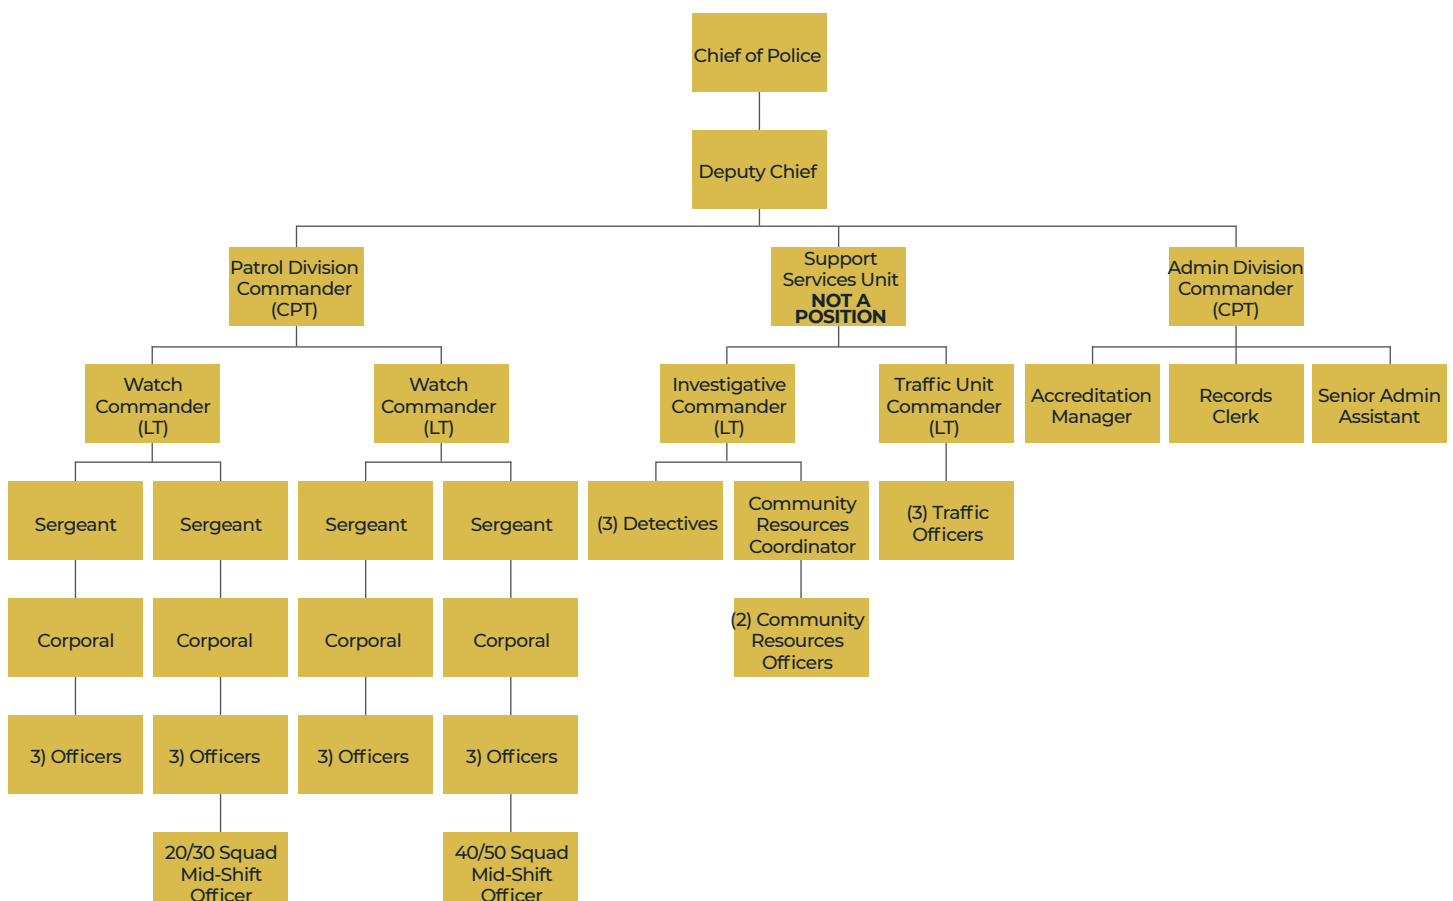 Chief of Police
Deputy Chief
Patrol Division
Commander
(CPT)
Support
Services Unit
NOT A
POSITION
Admin Division
Commander
(CPT)
Watch
Commander
(LT)
Watch
Commander
(LT)
Investigative
Commander
(LT)
Traffic Unit
Commander
(LT)
Accreditation
Manager
Records
Clerk
Senior Admin
Assistant
Sergeant
Sergeant
Sergeant
Sergeant
(3) Detectives
Community
Resources
Coordinator
(3) Traffic
Officers
Corporal
Corporal
Corporal
Corporal
(2) Community
Resources
Officers
3) Officers
3) Officers
3) Officers
3) Officers
20/30 Squad
Mid-Shift
Officer
40/50 Squad
Mid-Shift
Officer